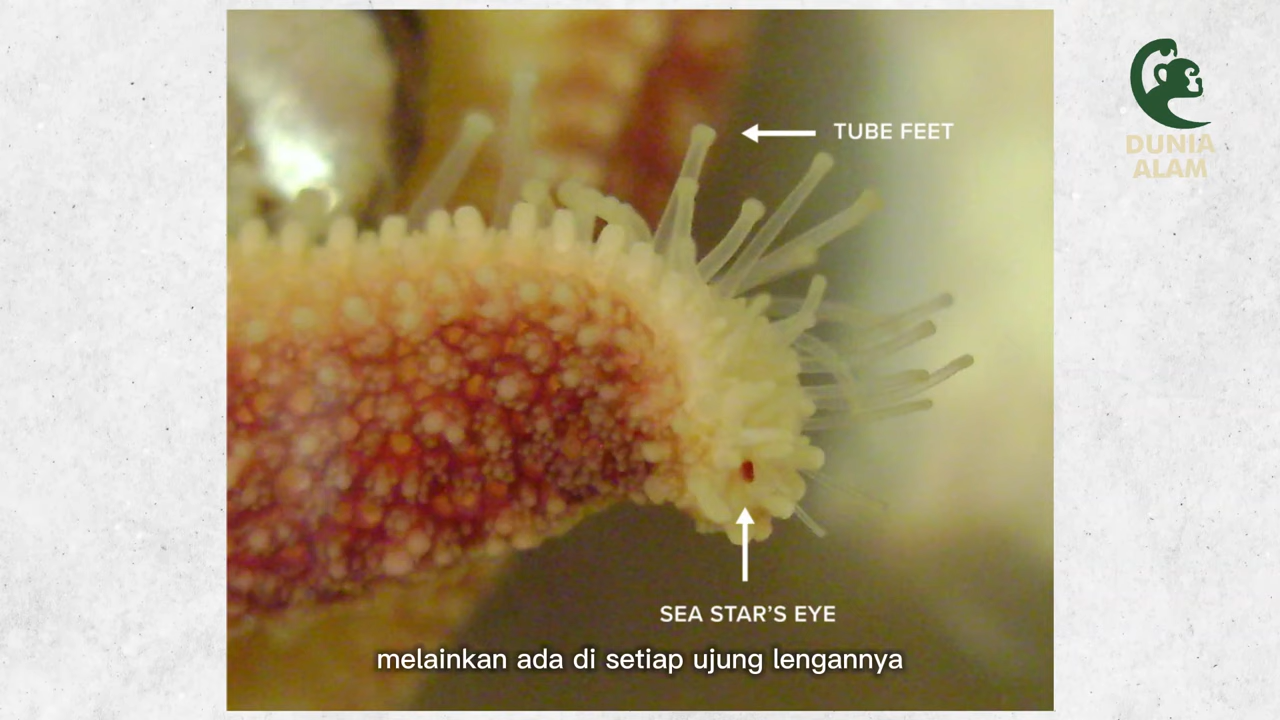 TUBE FEET
DUNIA
ALAM
SEA STAR'S EYE
melainkan ada di setiap ujung lengannya